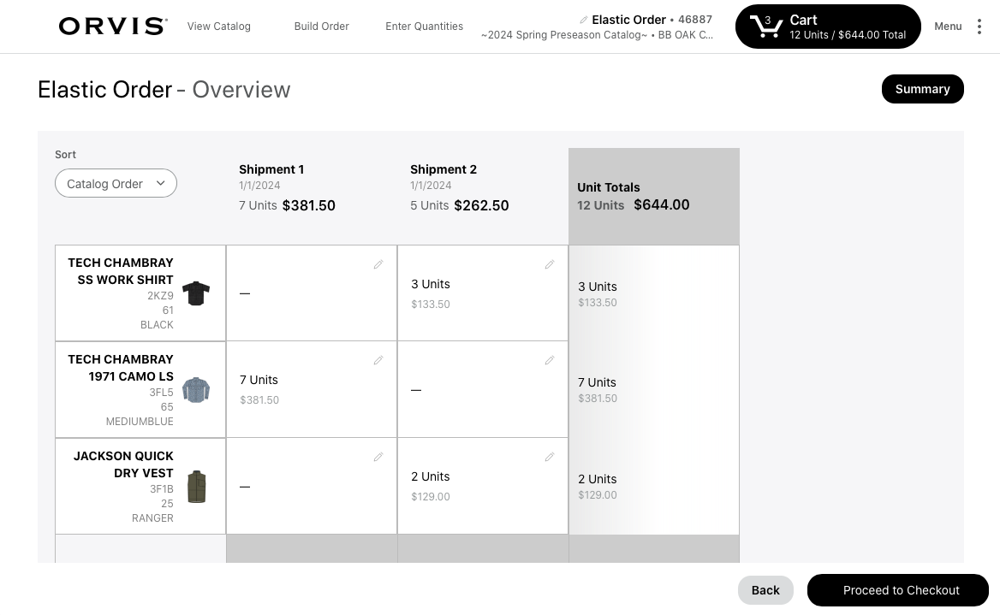 ORVIS
View Catalog
Build Order
Enter Quantities
Elastic Order • 46887
~2024 Spring Preseason Catalog~ • BB OAK C...
3
Cart
12 Units / $644.00 Total
Menu
Elastic Order - Overview
Summary
Sort
Catalog Order
Shipment 1
1/1/2024
7 Units $381.50
Shipment 2
1/1/2024
5 Units $262.50
Unit Totals
12 Units $644.00
TECH CHAMBRAY
SS WORK SHIRT
2KZ9
61
BLACK
—
3 Units
$133.50
3 Units
$133.50
TECH CHAMBRAY
1971 CAMO LS
3FL5
65
MEDIUMBLUE
7 Units
$381.50
—
7 Units
$381.50
JACKSON QUICK
DRY VEST
3F1B
25
RANGER
—
2 Units
$129.00
2 Units
$129.00
Back
Proceed to Checkout